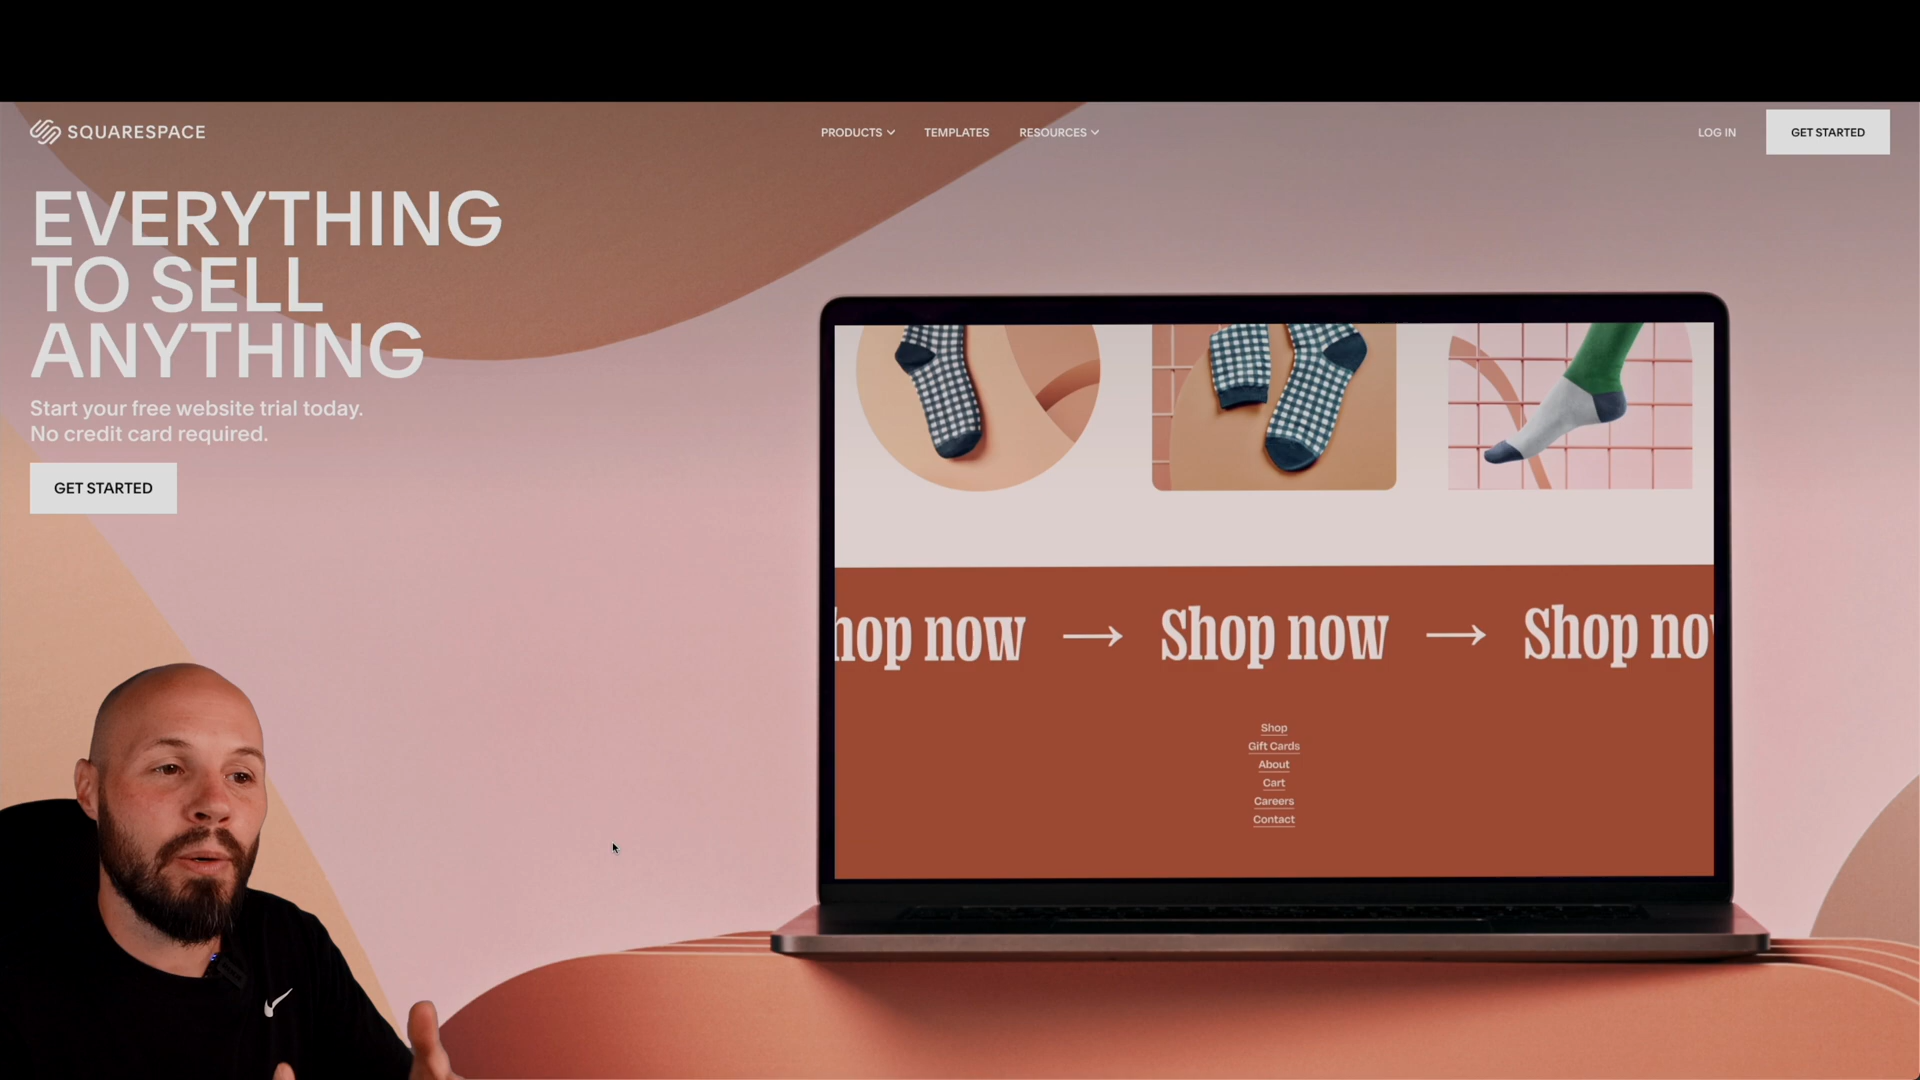 SQUARESPACE
PRODUCTS
TEMPLATES
RESOURCES
LOG IN
GET STARTED
EVERYTHING
TO SELL
ANYTHING
Start your free website trial today.
No credit card required.
GET STARTED
hop now → Shop now → Shop no
Shop
Gift Cards
About
Cart
Careers
Contact